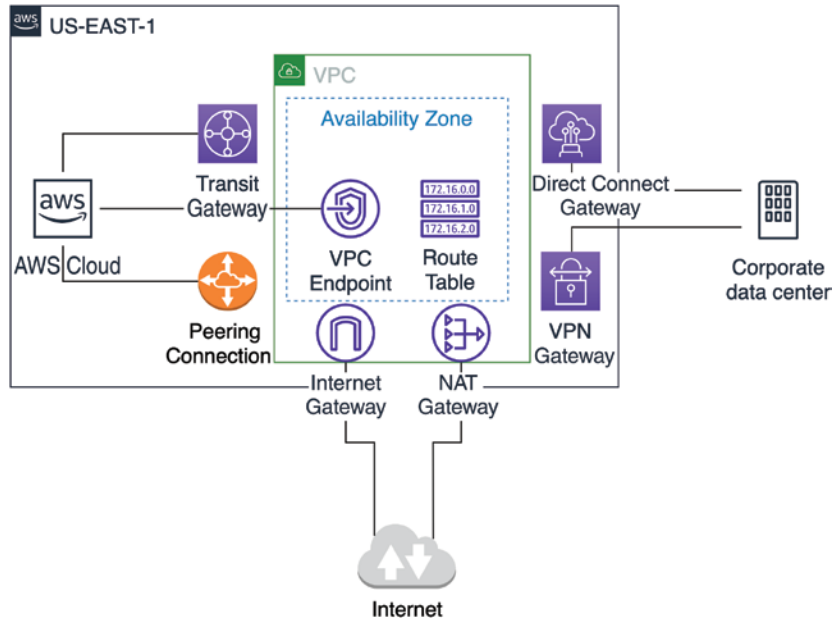 aws
US-EAST-1
VPC
Availability Zone
Transit
Gateway
aws
AWS Cloud
Peering
Connection
VPC
Endpoint
172.16.0.0
172.16.1.0
172.16.2.0
Route
Table
Direct Connect
Gateway
VPN
Gateway
Corporate
data center
Internet
Gateway
NAT
Gateway
Internet